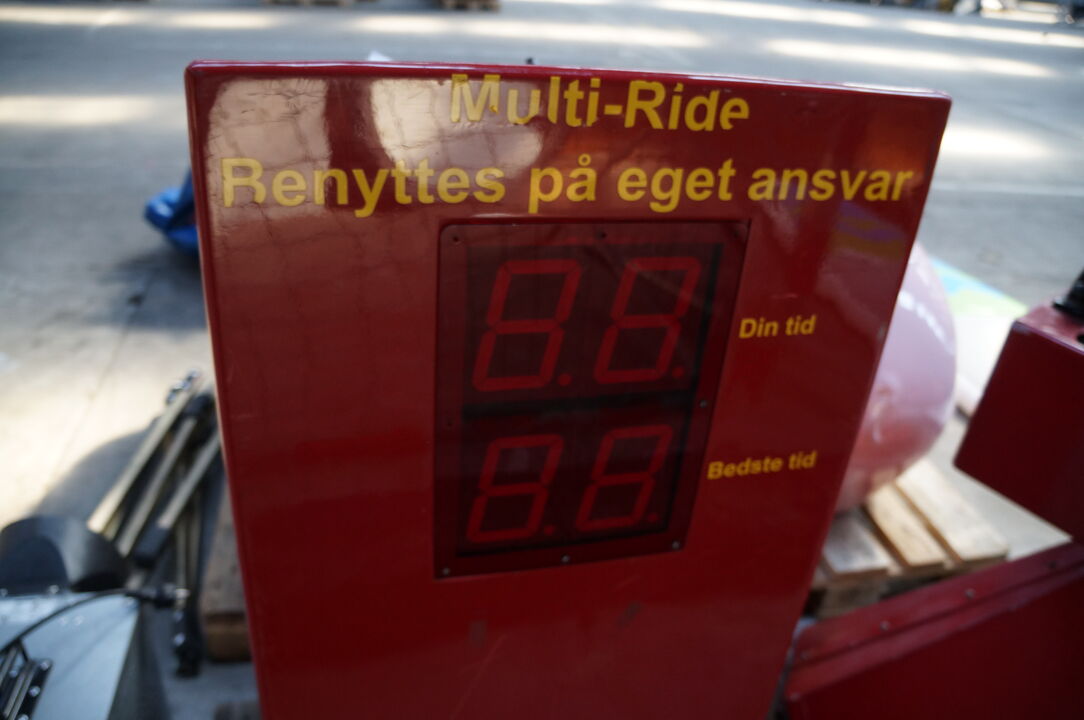 Multi-Ride
Benyttes på eget ansvar
Din tid
Bedste tid